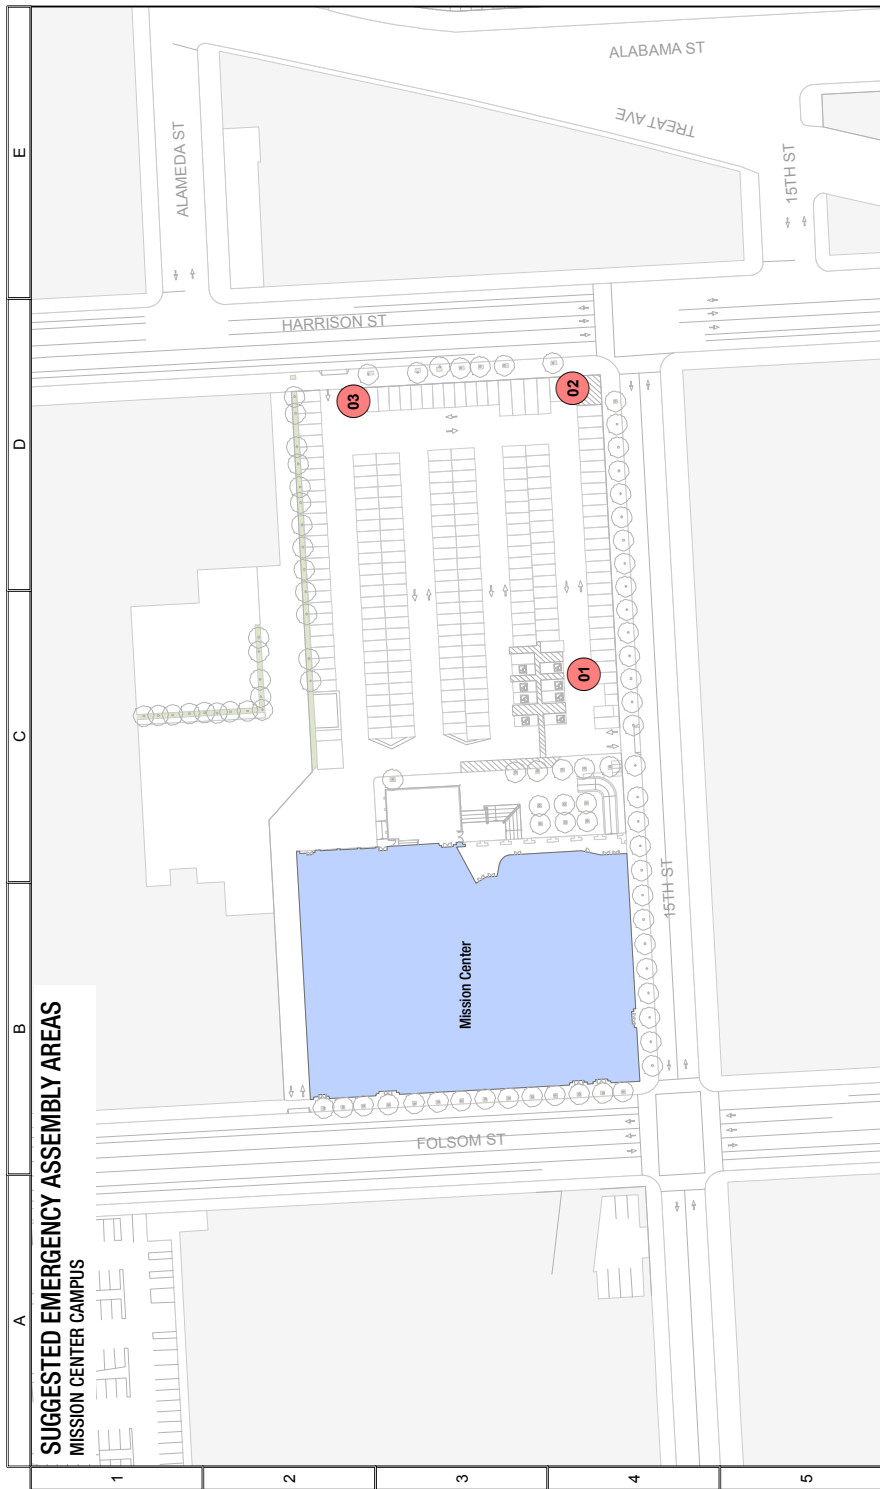 SUGGESTED EMERGENCY ASSEMBLY AREAS
MISSION CENTER CAMPUS
A
B
C
D
E
1
2
3
4
5
ALAMEDA ST
ALABAMA ST
TREAT AVE
15TH ST
HARRISON ST
03
02
01
Mission Center
15TH ST
FOLSOM ST